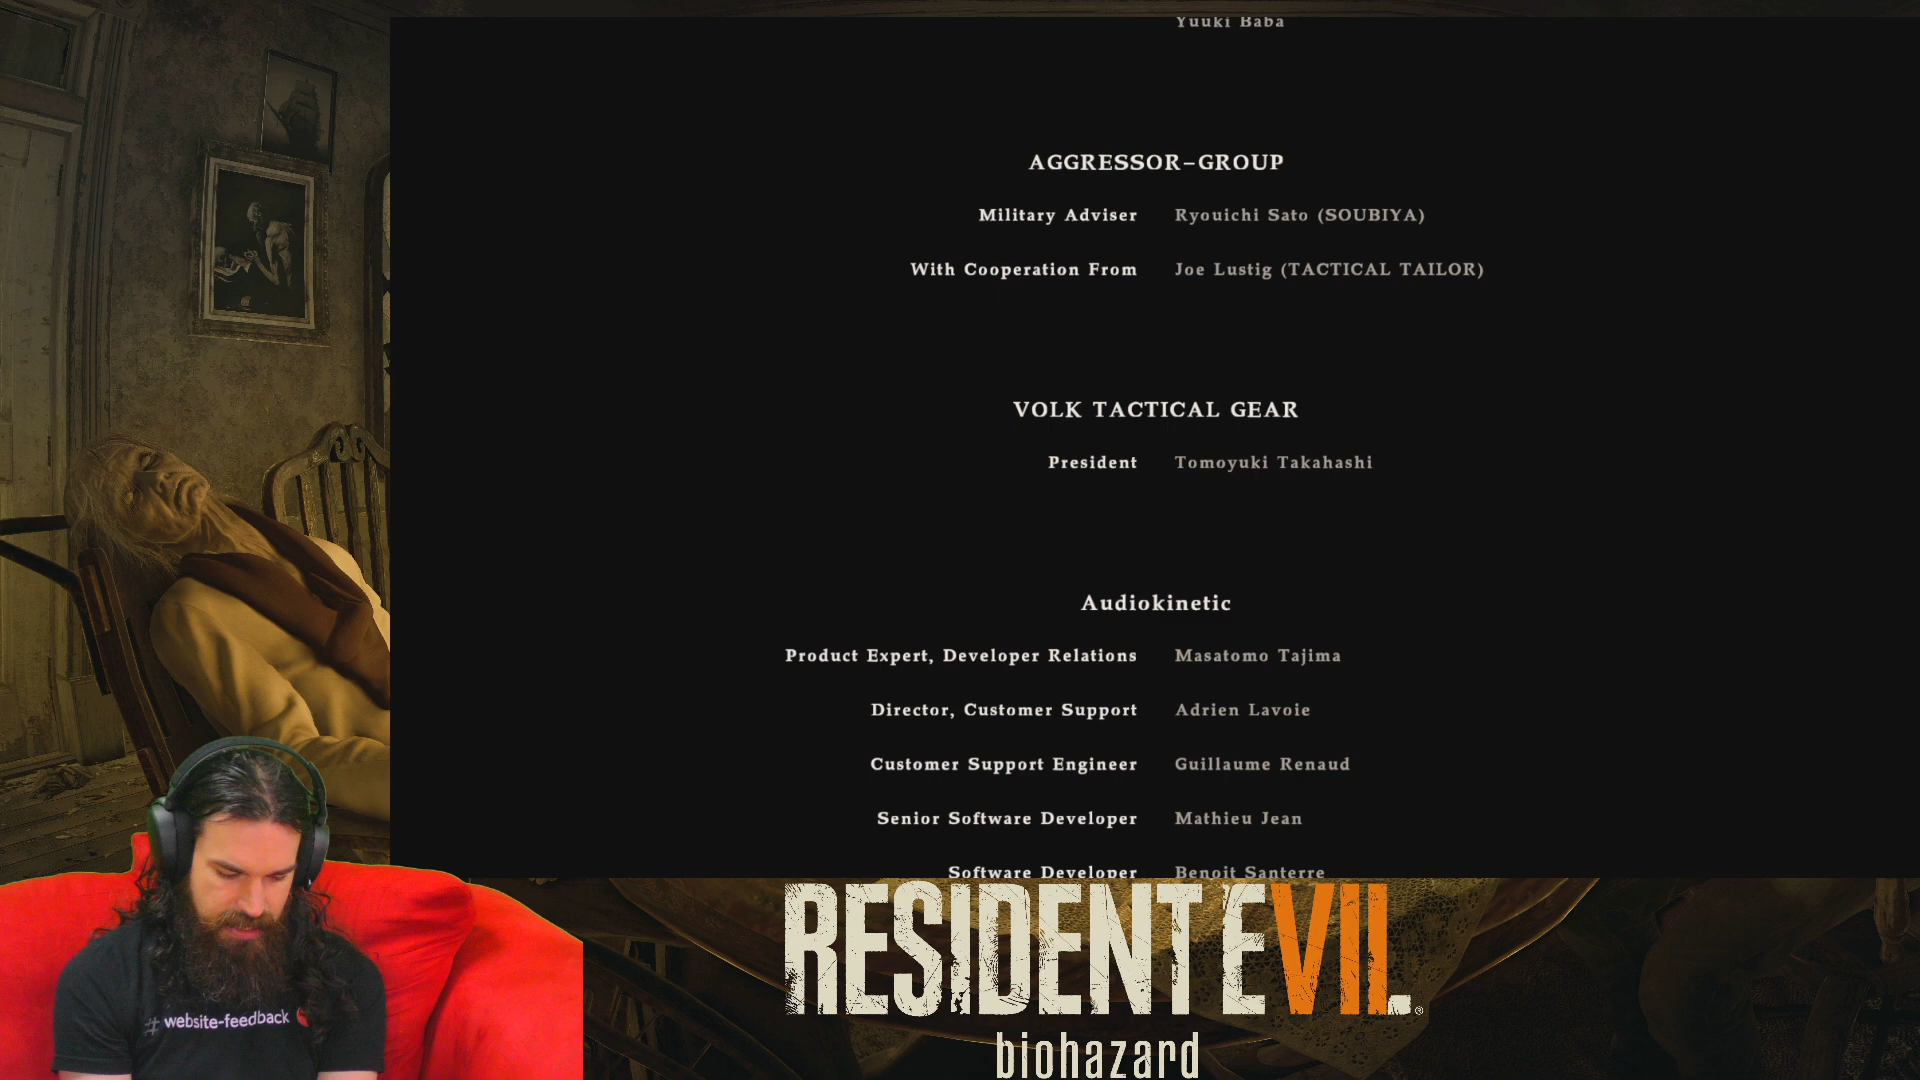 Yuuki Baba
AGGRESSOR-GROUP
Military Adviser Ryouichi Sato (SOUBIYA)
With Cooperation From Joe Lustig (TACTICAL TAILOR)
VOLK TACTICAL GEAR
President Tomoyuki Takahashi
Audiokinetic
Product Expert, Developer Relations Masatomo Tajima
Director, Customer Support Adrien Lavoie
Customer Support Engineer Guillaume Renaud
Senior Software Developer Mathieu Jean
Software Developer Benoit Santerre
RESIDENT EVIL®
biohazard
# website-feedback